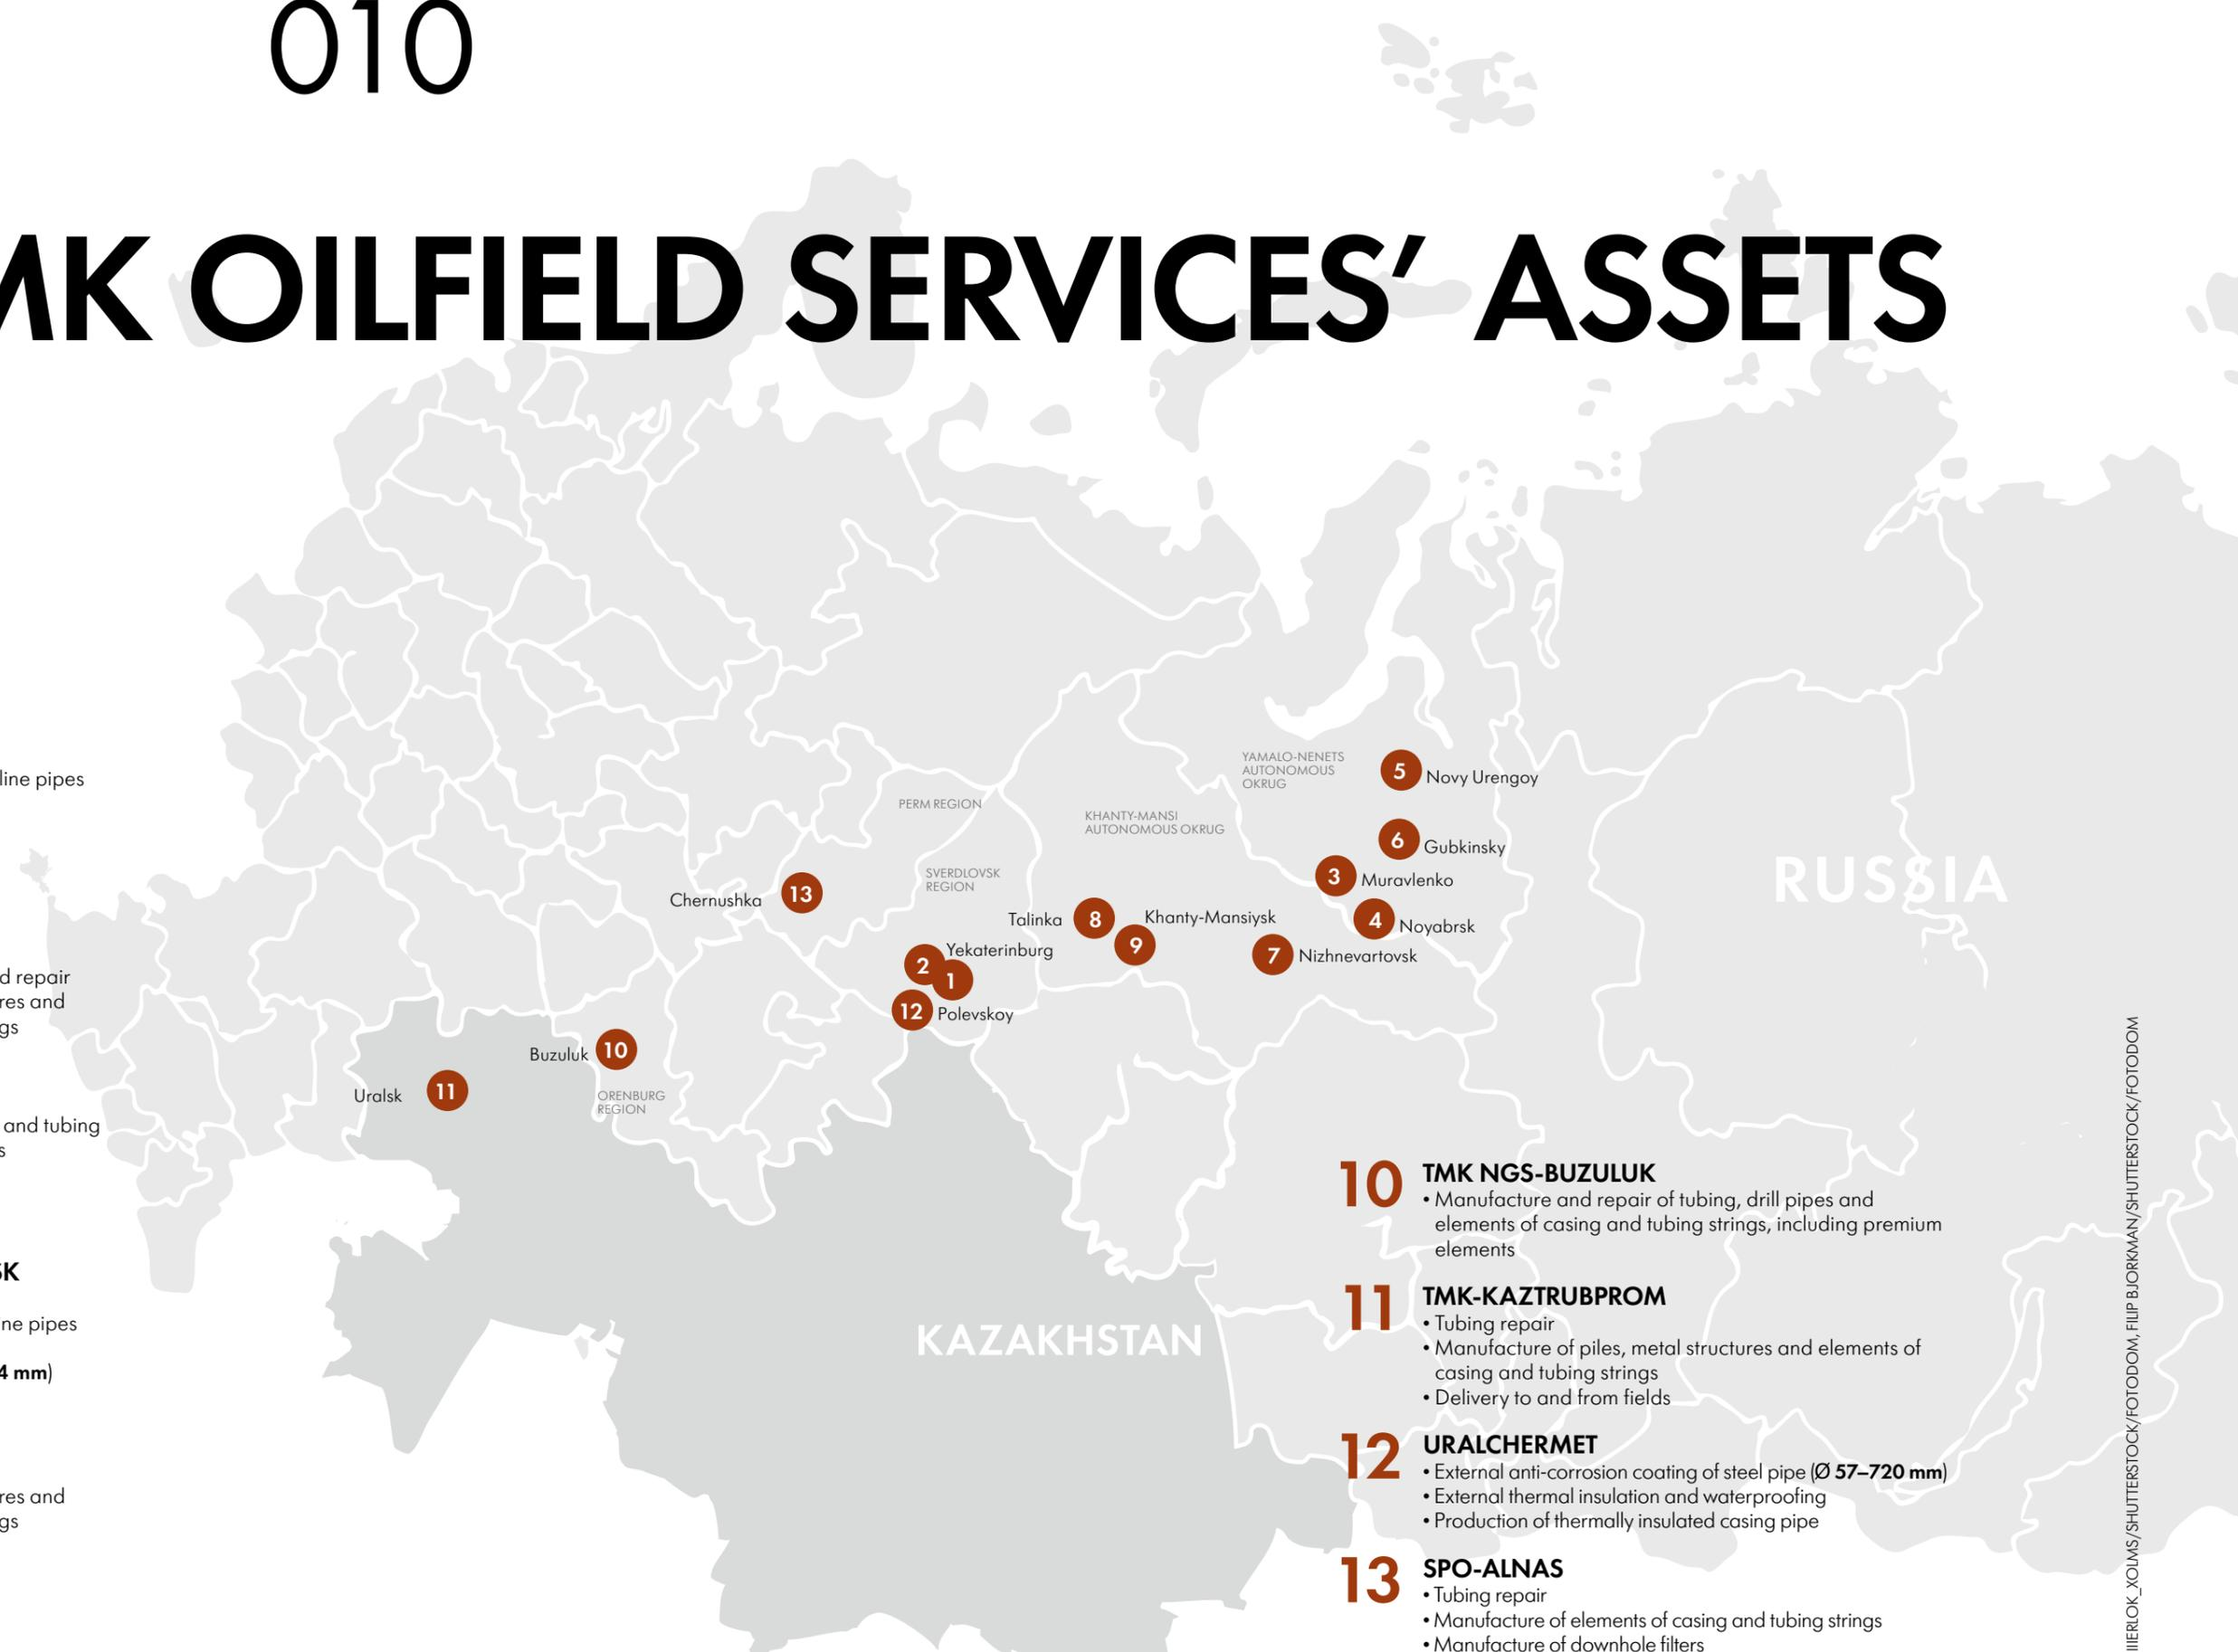 010
MK OILFIELD SERVICES’ ASSETS
line pipes
d repair
res and
gs
and tubing
s
SK
ne pipes
4 mm)
res and
gs
YAMALO-NENETS
AUTONOMOUS
OKRUG
5 Novy Urengoy
PERM REGION
KHANTY-MANSI
AUTONOMOUS OKRUG
6 Gubkinsky
SVERDLOVSK
REGION
3 Muravlenko
RUSSIA
Chernushka 13
Talinka 8
Khanty-Mansiysk
9
4 Noyabrsk
Yekaterinburg
2
1
7 Nizhnevartovsk
12 Polevskoy
Buzuluk 10
Uralsk 11
ORENBURG
REGION
KAZAKHSTAN
10 TMK NGS-BUZULUK
• Manufacture and repair of tubing, drill pipes and
elements of casing and tubing strings, including premium
elements
11 TMK-KAZTRUBPROM
• Tubing repair
• Manufacture of piles, metal structures and elements of
casing and tubing strings
• Delivery to and from fields
12 URALCHERMET
• External anti-corrosion coating of steel pipe (Ø 57–720 mm)
• External thermal insulation and waterproofing
• Production of thermally insulated casing pipe
13 SPO-ALNAS
• Tubing repair
• Manufacture of elements of casing and tubing strings
• Manufacture of downhole filters
XOLMS/SHUTTERSTOCK/FOTODOM, FILIP BJORKMAN/SHUTTERSTOCK/FOTODOM